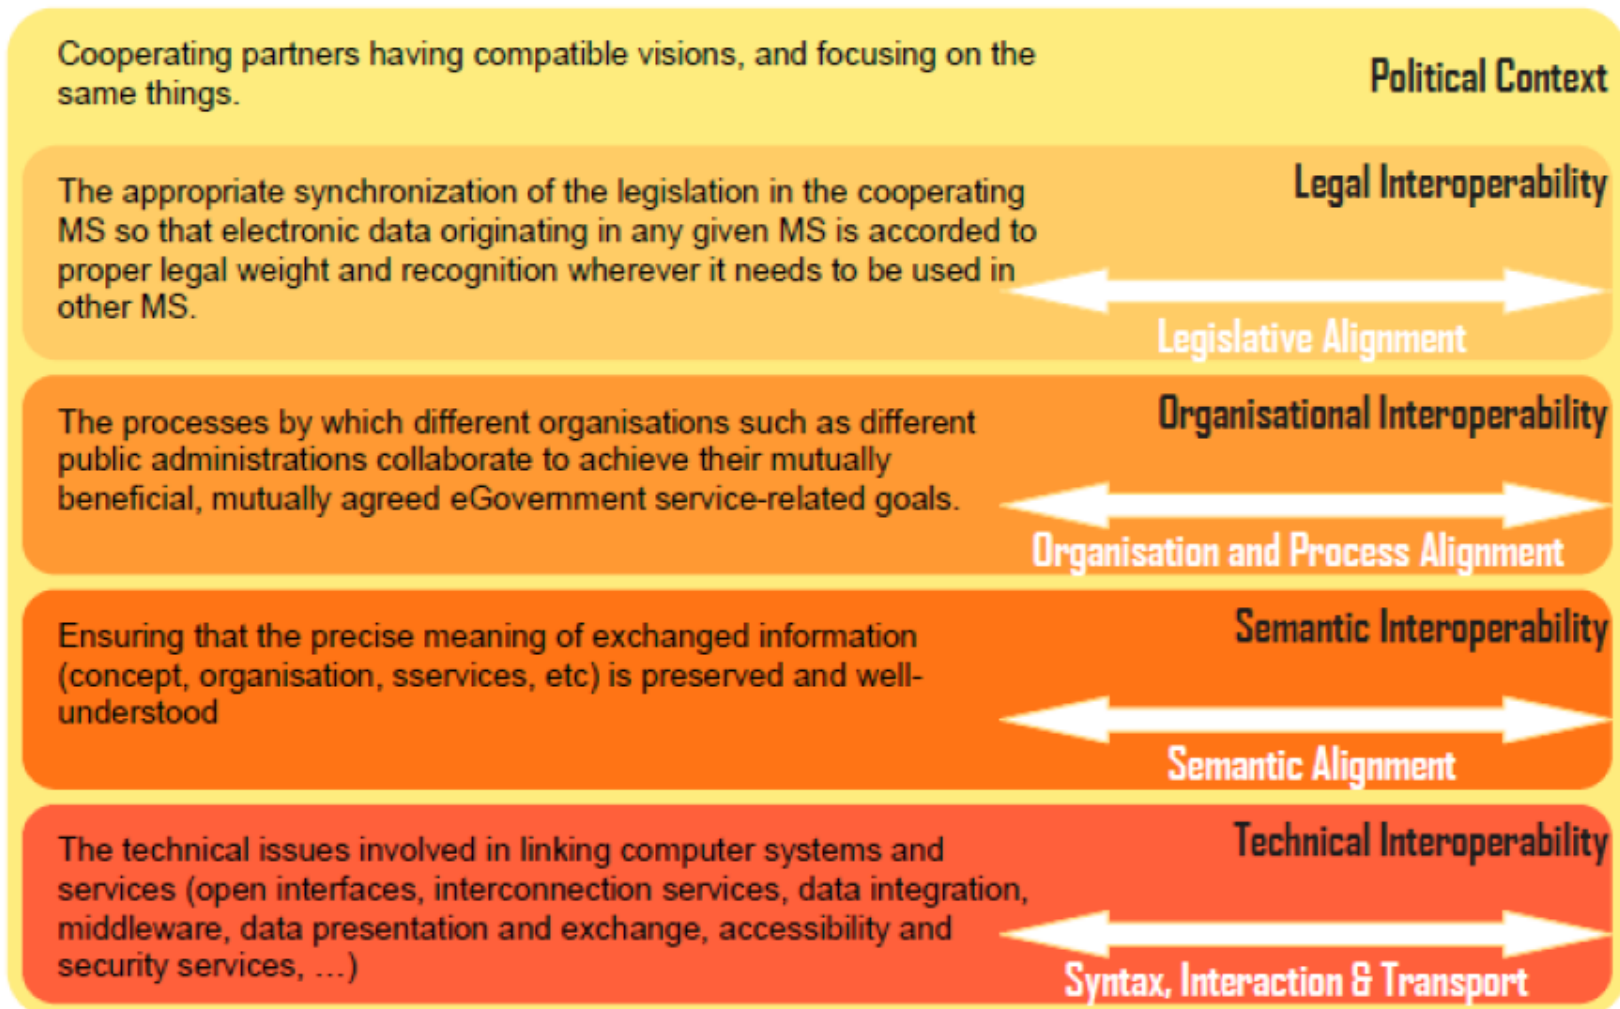 Cooperating partners having compatible visions, and focusing on the
same things.
Political Context
The appropriate synchronization of the legislation in the cooperating
MS so that electronic data originating in any given MS is accorded to
proper legal weight and recognition wherever it needs to be used in
other MS.
Legal Interoperability
Legislative Alignment
The processes by which different organisations such as different
public administrations collaborate to achieve their mutually
beneficial, mutually agreed eGovernment service-related goals.
Organisational Interoperability
Organisation and Process Alignment
Ensuring that the precise meaning of exchanged information
(concept, organisation, sservices, etc) is preserved and well-
understood
Semantic Interoperability
Semantic Alignment
The technical issues involved in linking computer systems and
services (open interfaces, interconnection services, data integration,
middleware, data presentation and exchange, accessibility and
security services, …)
Technical Interoperability
Syntax, Interaction & Transport